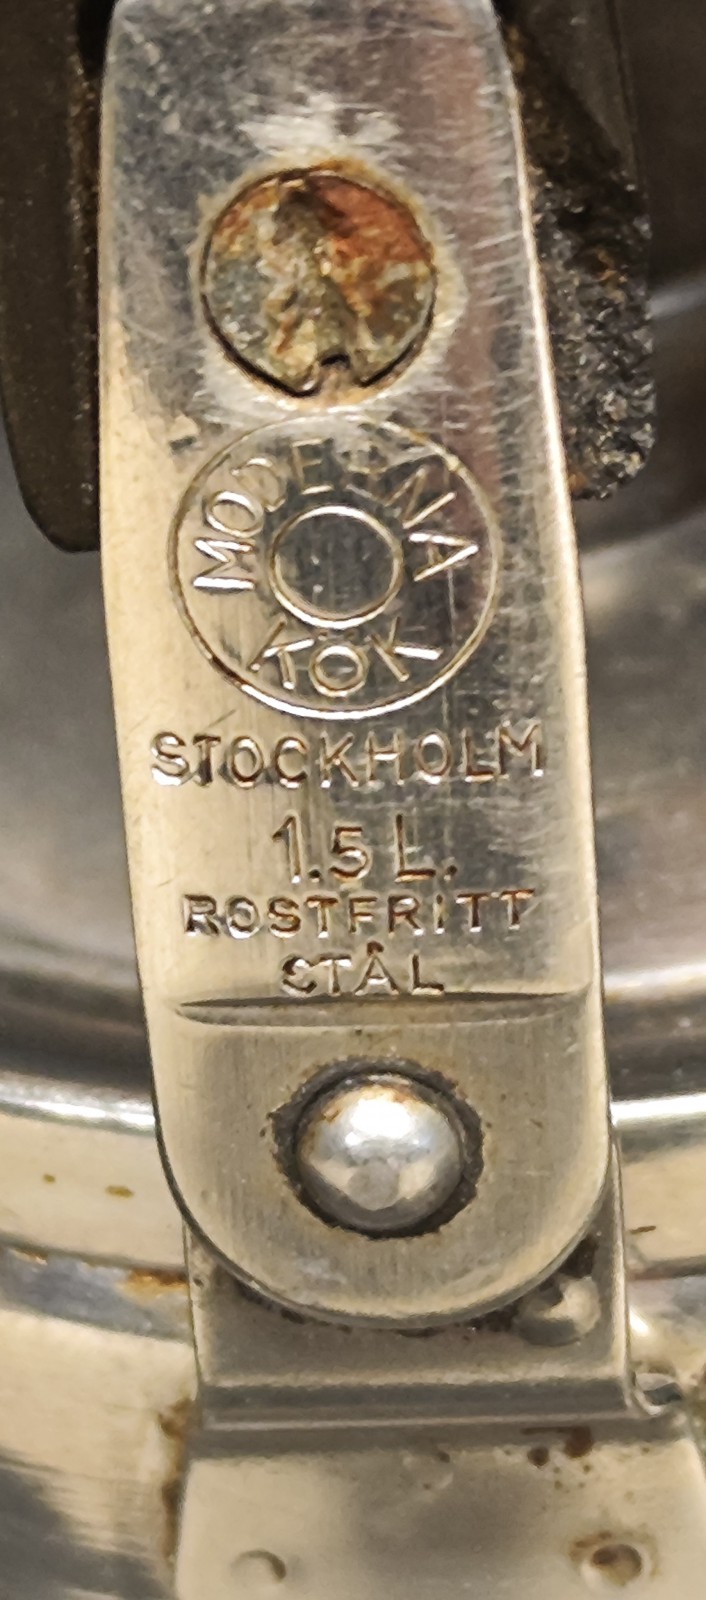 MODERNA
KÖK
STOCKHOLM
1.5 L.
ROSTFRITT
STÅL